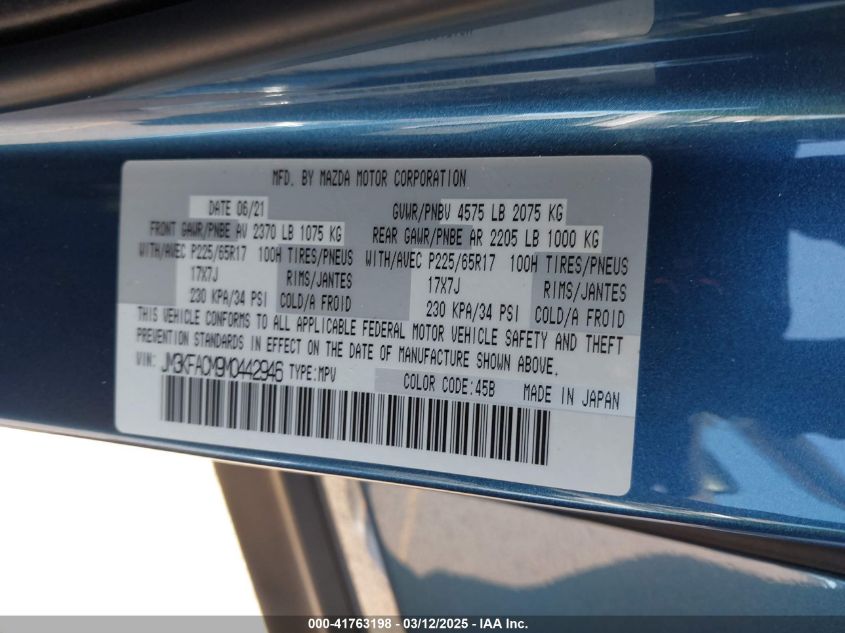 MFD. BY MAZDA MOTOR CORPORATION
DATE 06/21 GVWR/PNBV 4575 LB 2075 KG
FRONT GAWR/PNBE AV 2370 LB 1075 KG REAR GAWR/PNBE AR 2205 LB 1000 KG
WITH/AVEC P225/65R17 100H TIRES/PNEUS WITH/AVEC P225/65R17 100H TIRES/PNEUS
17X7J RIMS/JANTES 17X7J RIMS/JANTES
230 KPA/34 PSI COLD/A FROID 230 KPA/34 PSI COLD/A FROID
THIS VEHICLE CONFORMS TO ALL APPLICABLE FEDERAL MOTOR VEHICLE SAFETY AND THEFT
PREVENTION STANDARDS IN EFFECT ON THE DATE OF MANUFACTURE SHOWN ABOVE.
VIN: JM3KFACM9M0442946 TYPE:MPV COLOR CODE:45B MADE IN JAPAN
000-41763198 - 03/12/2025 - IAA Inc.